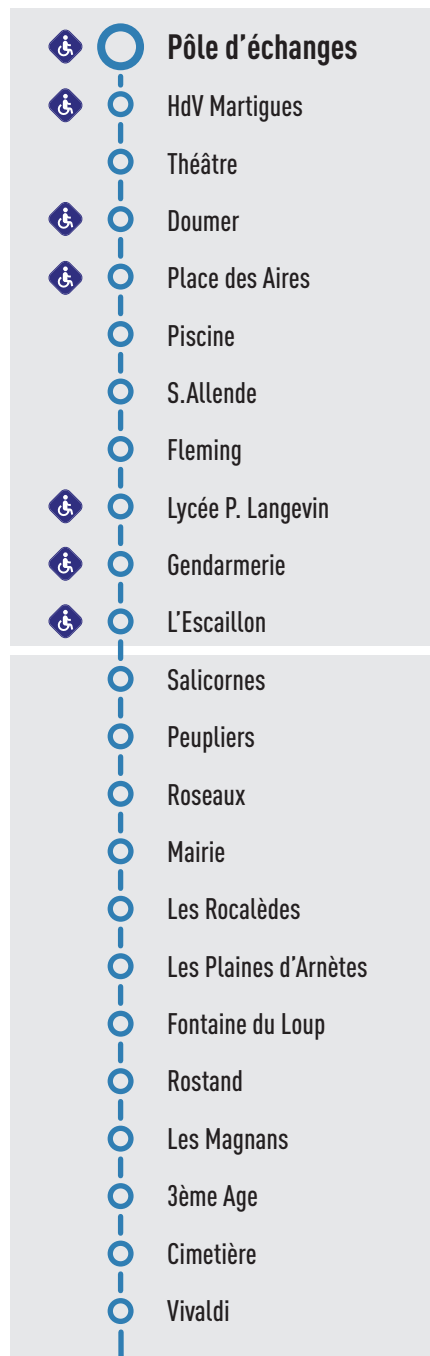 Pôle d’échanges
HdV Martigues
Théâtre
Doumer
Place des Aires
Piscine
S.Allende
Fleming
Lycée P. Langevin
Gendarmerie
L’Escaillon
Salicornes
Peupliers
Roseaux
Mairie
Les Rocalèdes
Les Plaines d’Arnètes
Fontaine du Loup
Rostand
Les Magnans
3ème Age
Cimetière
Vivaldi